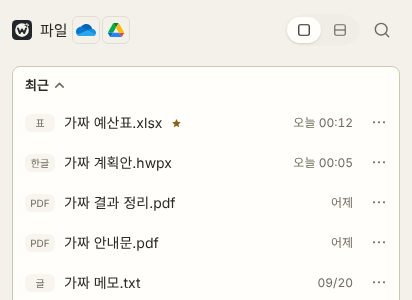 파일
최근
표 가짜 예산표.xlsx 오늘 00:12
한글 가짜 계획안.hwpx 오늘 00:05
PDF 가짜 결과 정리.pdf 어제
PDF 가짜 안내문.pdf 어제
글 가짜 메모.txt 09/20